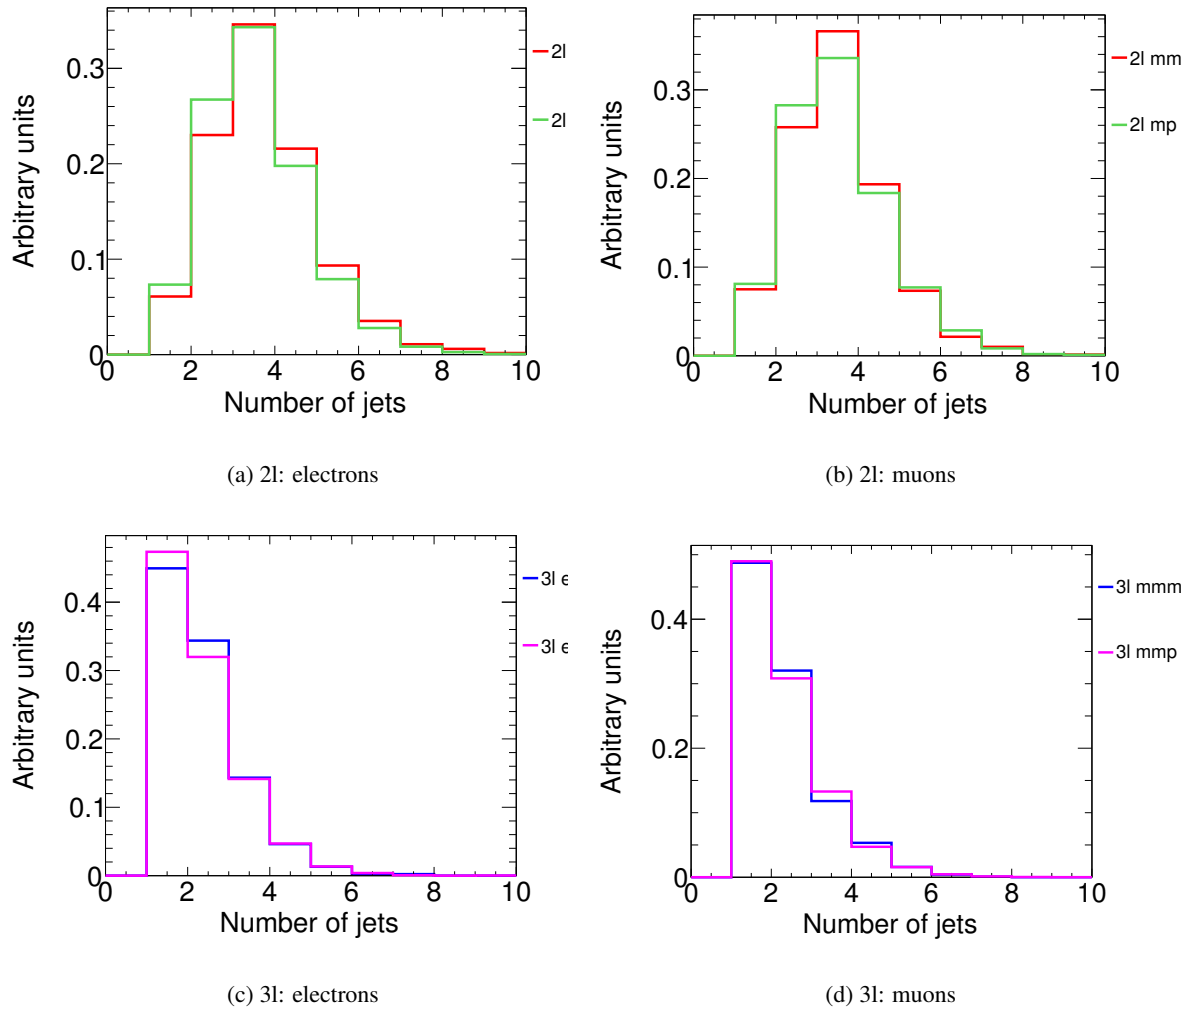 0.3
0.2
0.1
0
0 2 4 6 8 10
Arbitrary units
Number of jets
2l
2l
(a) 2l: electrons
0.3
0.2
0.1
0
2 4 6 8 10
Arbitrary units
Number of jets
2l mm
2l mp
(b) 2l: muons
0.4
0.3
0.2
0.1
0
2 4 6 8 10
Arbitrary units
Number of jets
3l e
3l e
(c) 3l: electrons
0.4
0.2
0
2 4 6 8 10
Arbitrary units
Number of jets
3l mmm
3l mmp
(d) 3l: muons